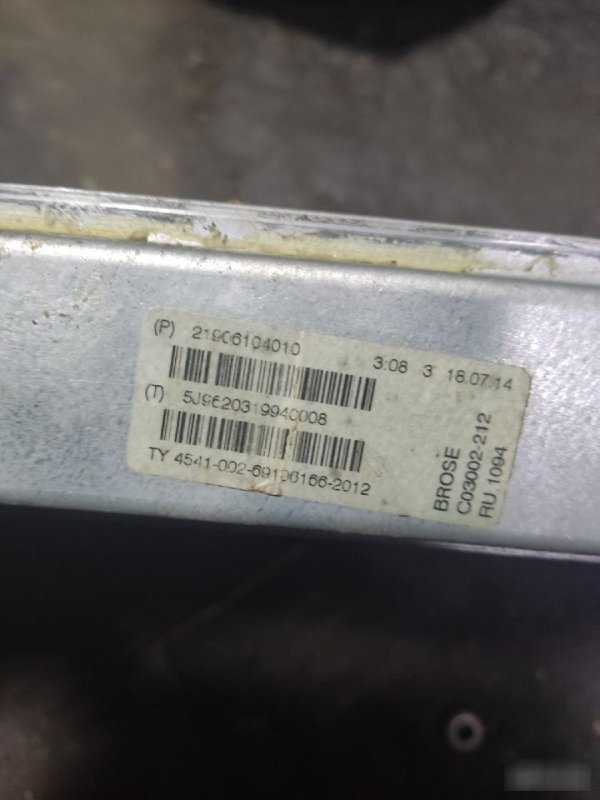 (P) 21906104010
3:08 3 16.07.14
(T) 5J9620319940008
TY 4541-002-69106166-2012
BROSE
C03002-212
RU 1094